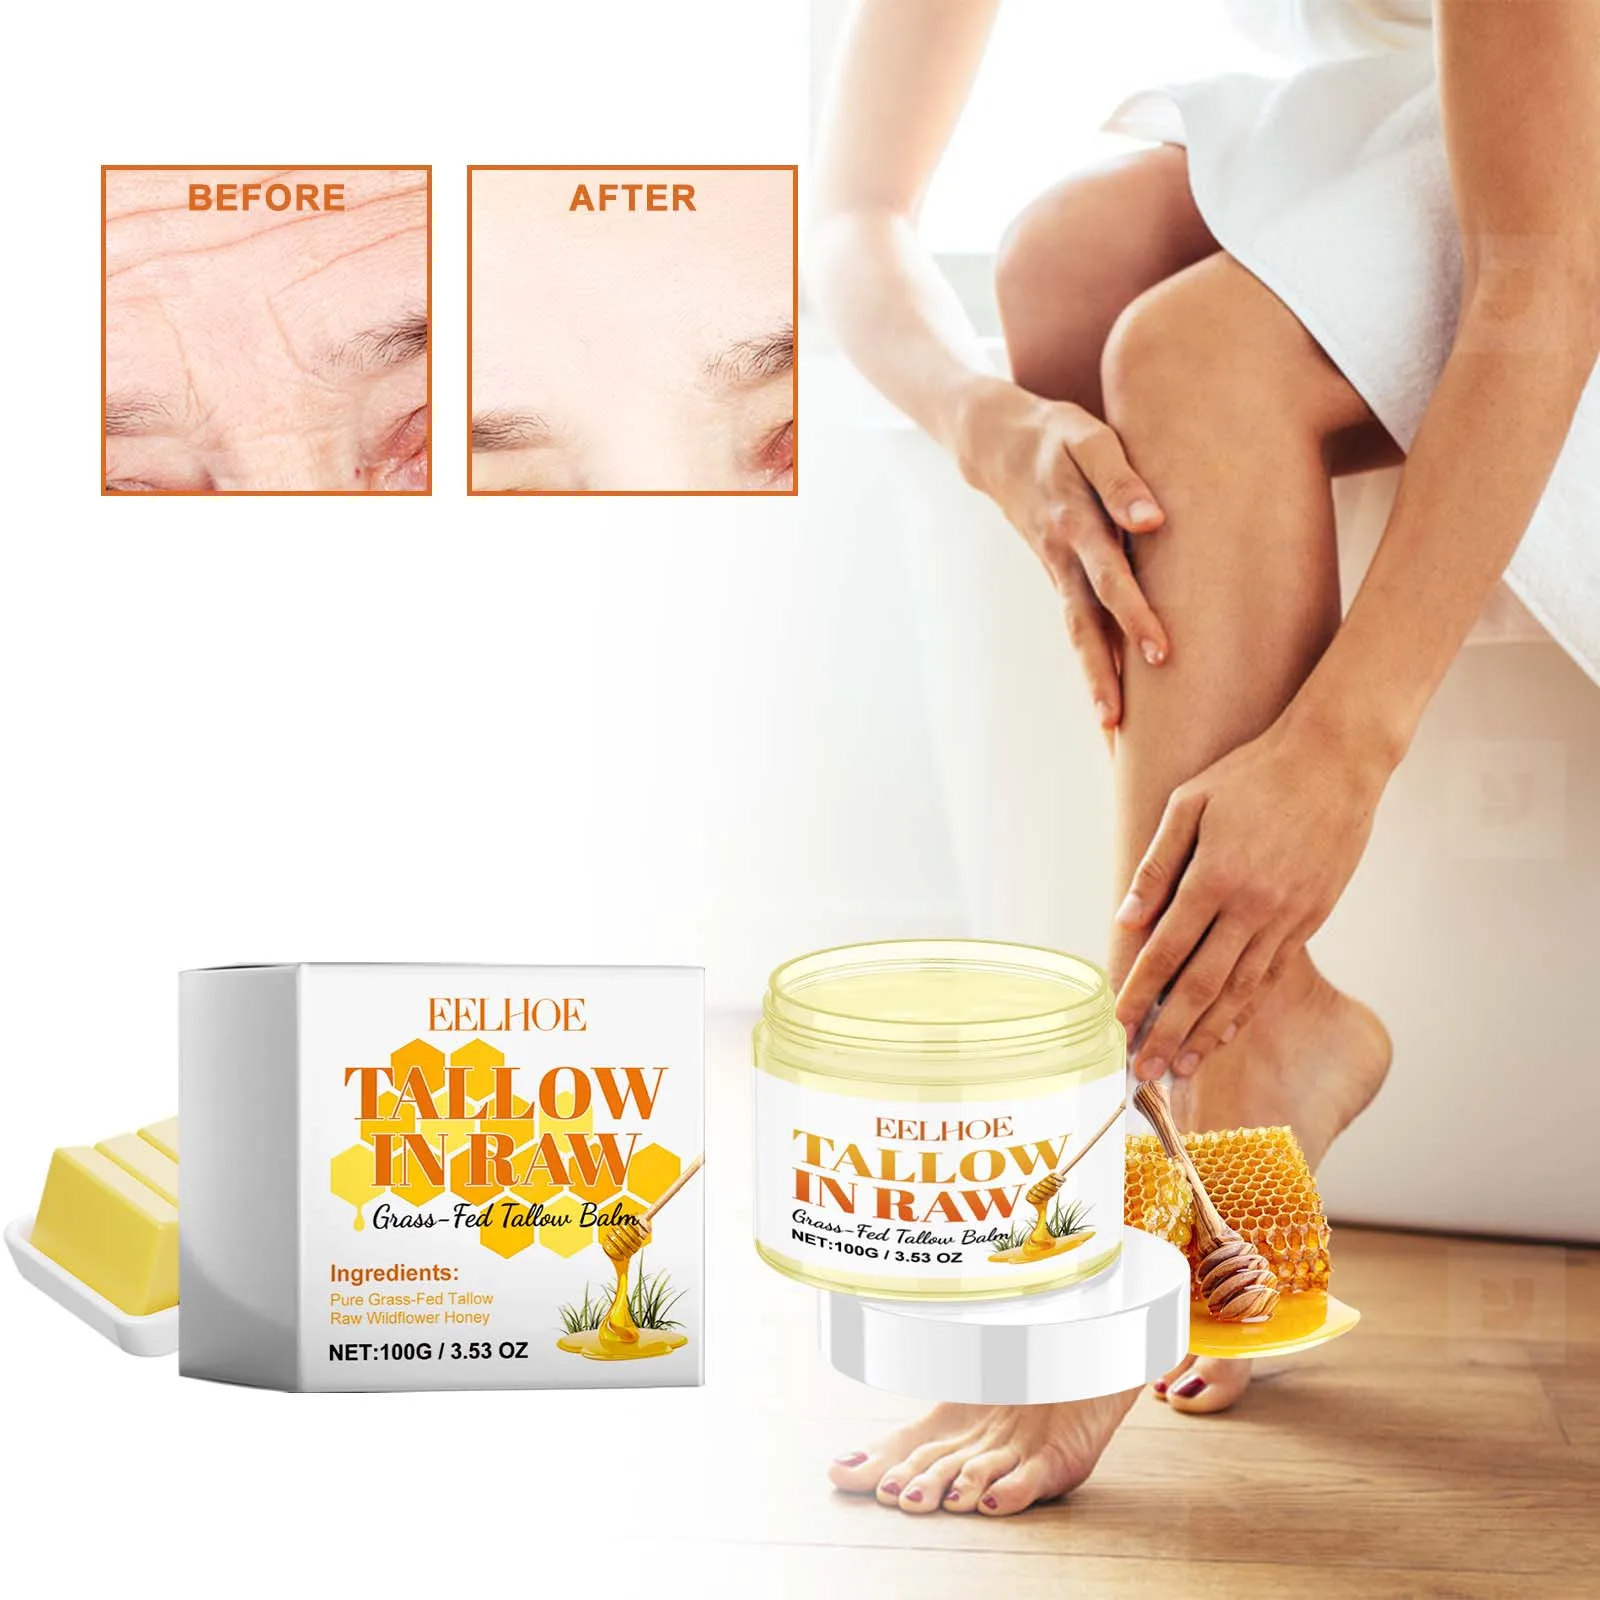 BEFORE
AFTER
EELHOE
TALLOW
IN RAW
Grass-Fed Tallow Balm
Ingredients:
Pure Grass-Fed Tallow
Raw Wildflower Honey
NET:100G / 3.53 OZ
EELHOE
TALLOW
IN RAW
Grass-Fed Tallow Balm
NET:100G / 3.53 OZ